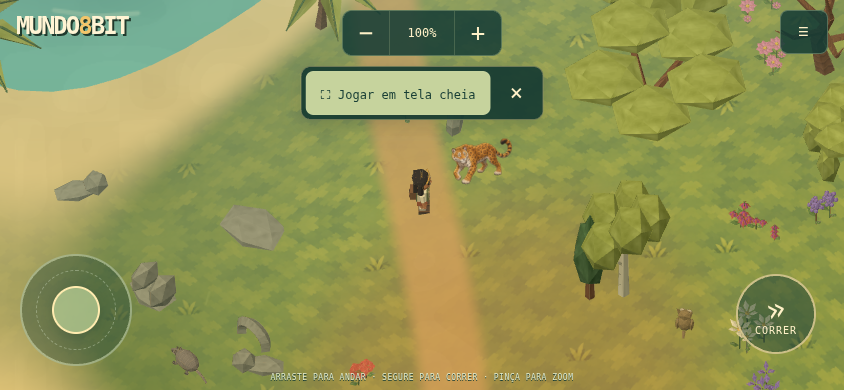 MUNDO8BIT
− 100% +
☰
⛶ Jogar em tela cheia ×
»
CORRER
ARRASTE PARA ANDAR · SEGURE PARA CORRER · PINÇA PARA ZOOM